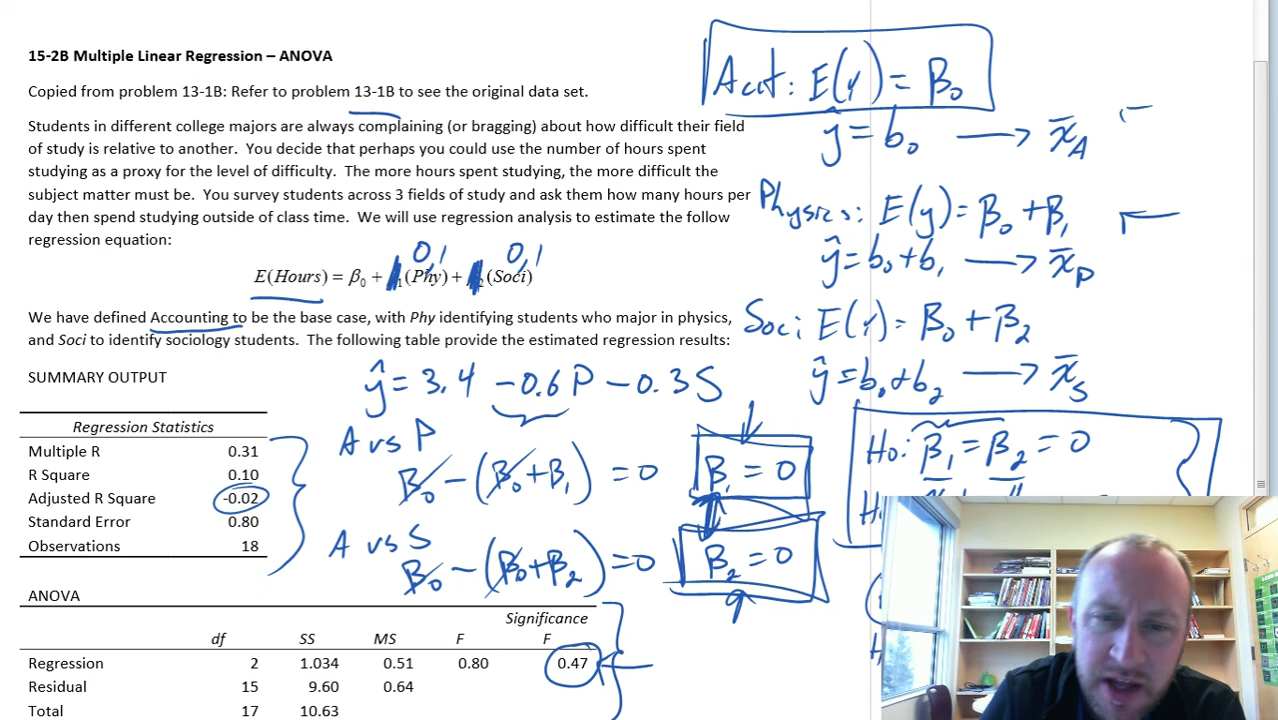 15-2B Multiple Linear Regression – ANOVA
Copied from problem 13-1B: Refer to problem 13-1B to see the original data set.
Students in different college majors are always complaining (or bragging) about how difficult their field
of study is relative to another. You decide that perhaps you could use the number of hours spent
studying as a proxy for the level of difficulty. The more hours spent studying, the more difficult the
subject matter must be. You survey students across 3 fields of study and ask them how many hours per
day then spend studying outside of class time. We will use regression analysis to estimate the follow
regression equation:
0,1 0,1
E(Hours) = β₀ + ₁(Phy) + ₂(Soci)
We have defined Accounting to be the base case, with Phy identifying students who major in physics,
and Soci to identify sociology students. The following table provide the estimated regression results:
ŷ = 3.4 - 0.6P - 0.3S
SUMMARY OUTPUT
Regression Statistics
Multiple R 0.31
R Square 0.10
Adjusted R Square -0.02
Standard Error 0.80
Observations 18
ANOVA
Significance
df SS MS F F
Regression 2 1.034 0.51 0.80 0.47
Residual 15 9.60 0.64
Total 17 10.63
A vs P
β₀ - (β₀+β₁) = 0 β₁ = 0
A vs S
β₀ - (β₀+β₂) = 0 β₂ = 0
Acct: E(Y) = β₀
ŷ = b₀ → x̄A
Physics: E(y) = β₀ + β₁
ŷ = b₀ + b₁ → x̄P
Soci: E(Y) = β₀ + β₂
ŷ = b₀ + b₂ → x̄S
H₀: β₁ = β₂ = 0